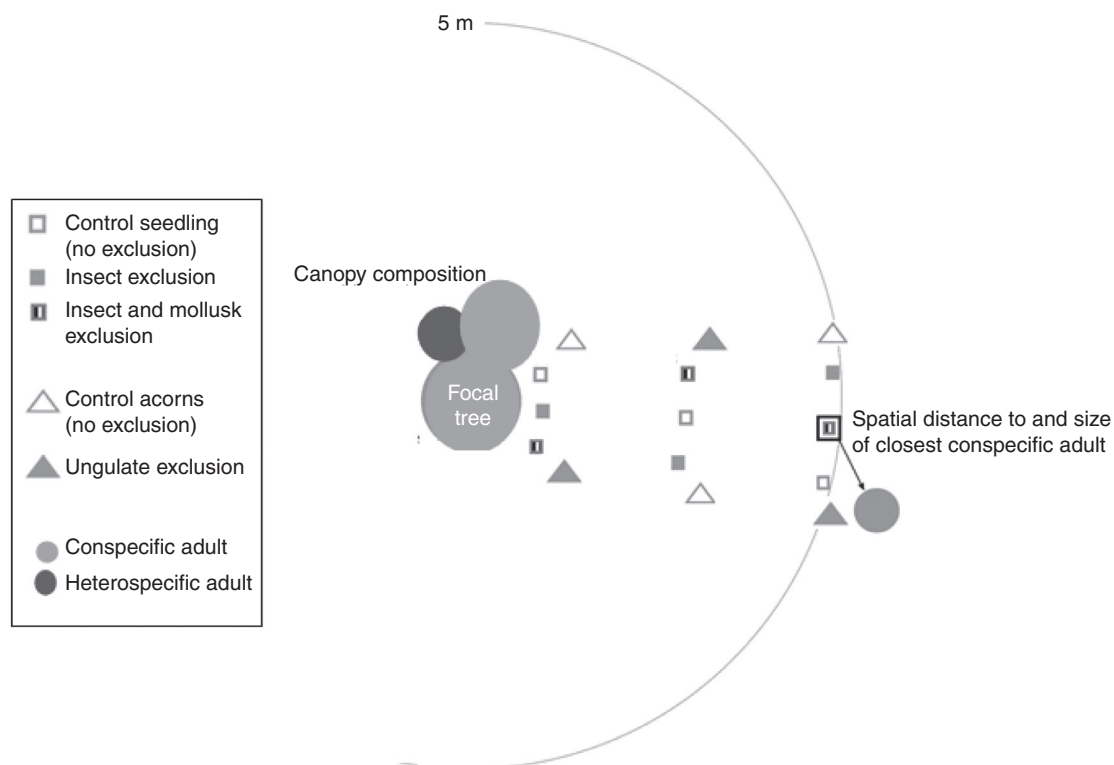 5 m
Control seedling
(no exclusion)
Insect exclusion
Insect and mollusk
exclusion
Control acorns
(no exclusion)
Ungulate exclusion
Conspecific adult
Heterospecific adult
Canopy composition
Focal
tree
Spatial distance to and size
of closest conspecific adult